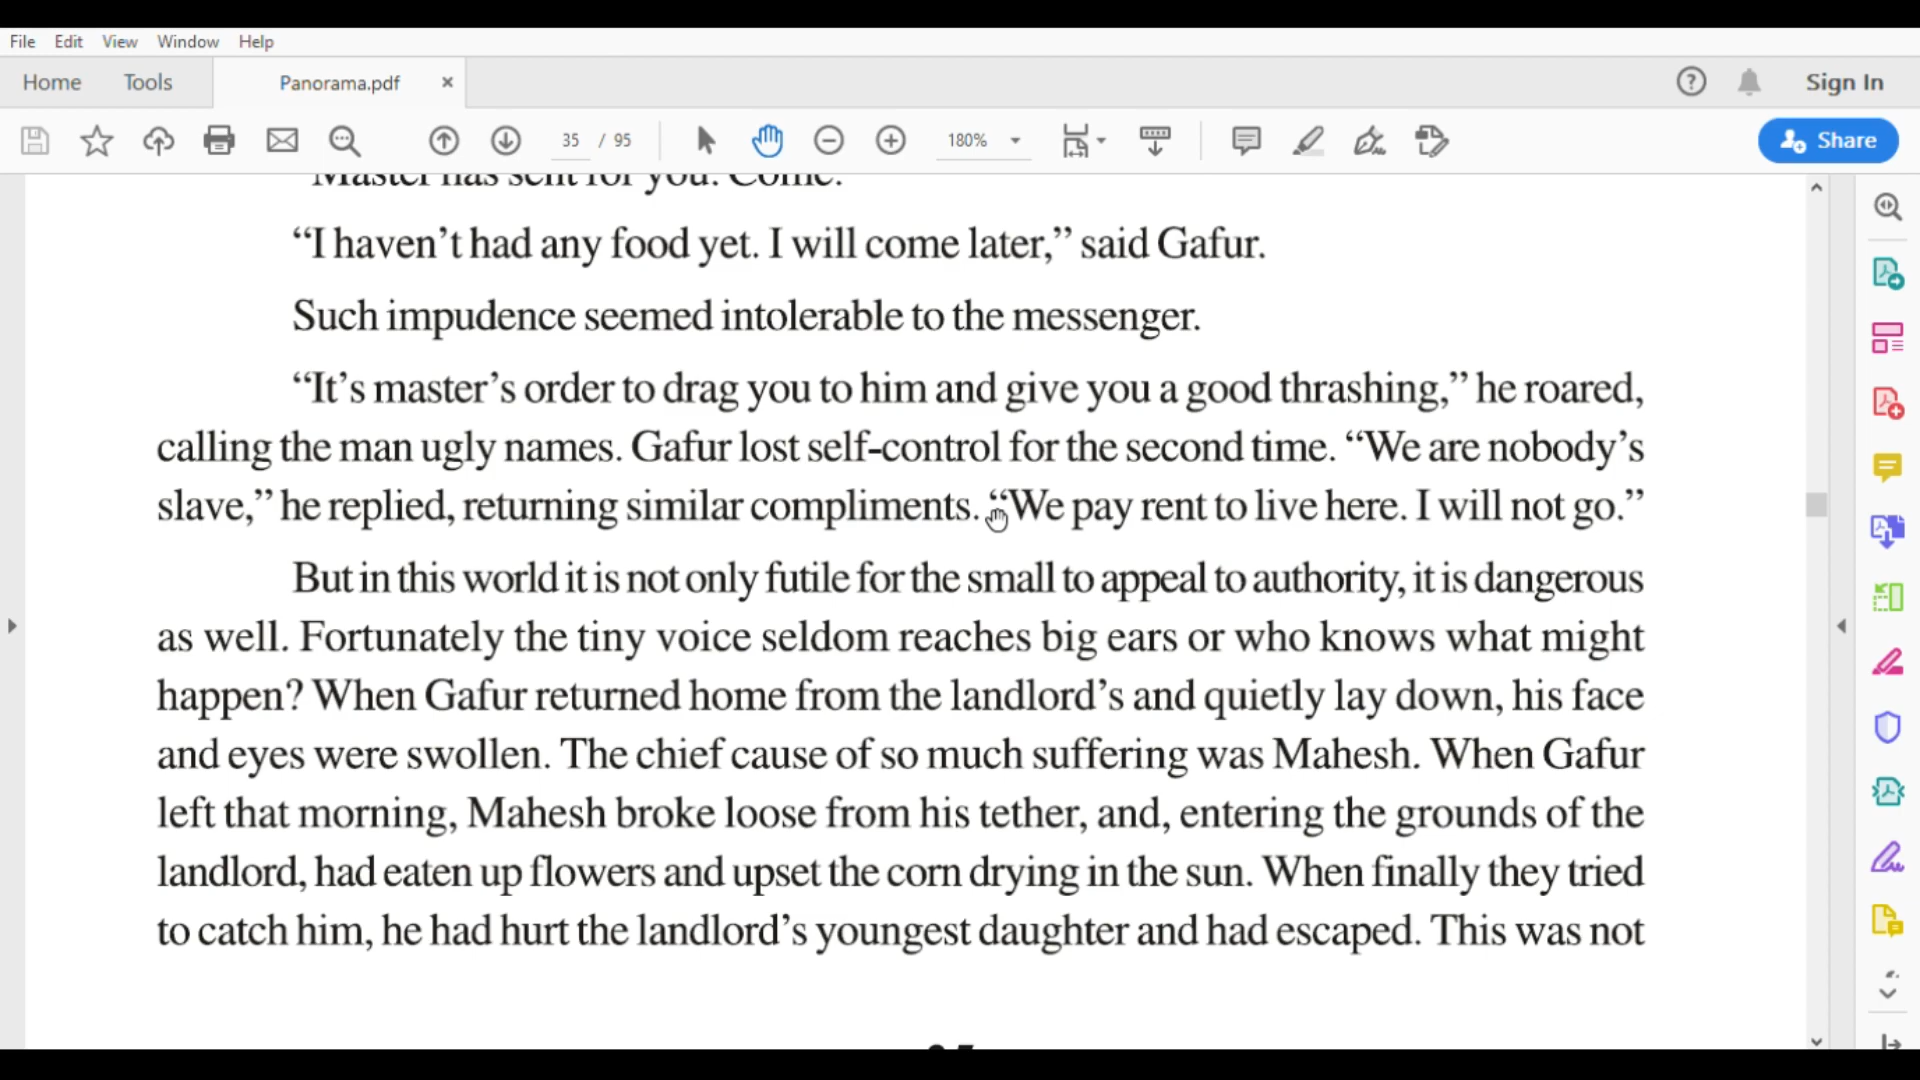 File Edit View Window Help
Home Tools Panorama.pdf × ? Sign In
35 / 95 180% Share
"Master has sent for you. Come.
“I haven’t had any food yet. I will come later,” said Gafur.
Such impudence seemed intolerable to the messenger.
“It’s master’s order to drag you to him and give you a good thrashing,” he roared,
calling the man ugly names. Gafur lost self-control for the second time. “We are nobody’s
slave,” he replied, returning similar compliments. “We pay rent to live here. I will not go.”
But in this world it is not only futile for the small to appeal to authority, it is dangerous
as well. Fortunately the tiny voice seldom reaches big ears or who knows what might
happen? When Gafur returned home from the landlord’s and quietly lay down, his face
and eyes were swollen. The chief cause of so much suffering was Mahesh. When Gafur
left that morning, Mahesh broke loose from his tether, and, entering the grounds of the
landlord, had eaten up flowers and upset the corn drying in the sun. When finally they tried
to catch him, he had hurt the landlord’s youngest daughter and had escaped. This was not